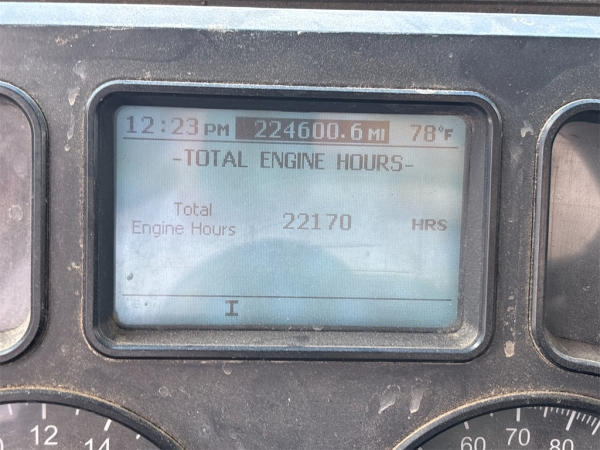 12:23 PM 224600.6 MI 78°F
-TOTAL ENGINE HOURS-
Total
Engine Hours 22170 HRS
I
12 14 60 70 80